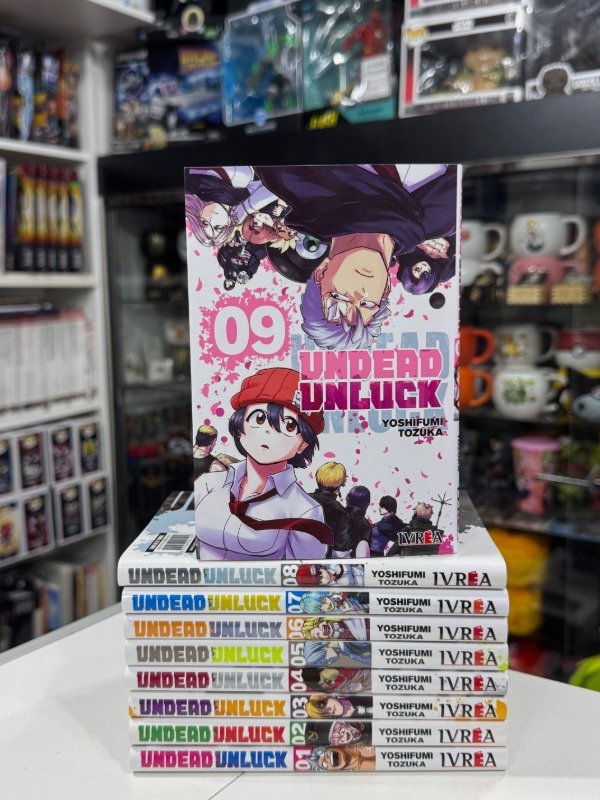 09
UNDEAD
UNLUCK
YOSHIFUMI
TOZUKA
IVREA
UNDEAD UNLUCK 08 YOSHIFUMI TOZUKA IVREA
UNDEAD UNLUCK 07 YOSHIFUMI TOZUKA IVREA
UNDEAD UNLUCK 06 YOSHIFUMI TOZUKA IVREA
UNDEAD UNLUCK 05 YOSHIFUMI TOZUKA IVREA
UNDEAD UNLUCK 04 YOSHIFUMI TOZUKA IVREA
UNDEAD UNLUCK 03 YOSHIFUMI TOZUKA IVREA
UNDEAD UNLUCK 02 YOSHIFUMI TOZUKA IVREA
UNDEAD UNLUCK 01 YOSHIFUMI TOZUKA IVREA